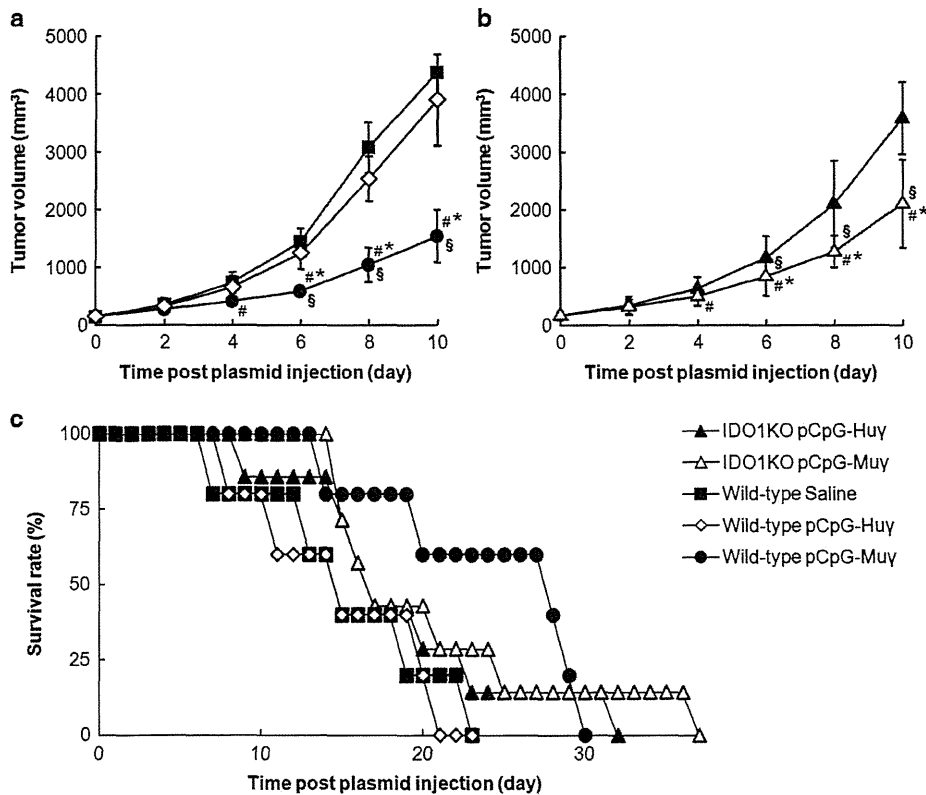 a
Tumor volume (mm³)
5000
4000
3000
2000
1000
0
#
#*
§
#*
§
#*
§
0 2 4 6 8 10
Time post plasmid injection (day)
b
Tumor volume (mm³)
5000
4000
3000
2000
1000
0
#
§
#*
§
#*
§
#*
0 2 4 6 8 10
Time post plasmid injection (day)
c
Survival rate (%)
100
75
50
25
0
0 10 20 30
Time post plasmid injection (day)
IDO1KO pCpG-Huγ
IDO1KO pCpG-Muγ
Wild-type Saline
Wild-type pCpG-Huγ
Wild-type pCpG-Muγ